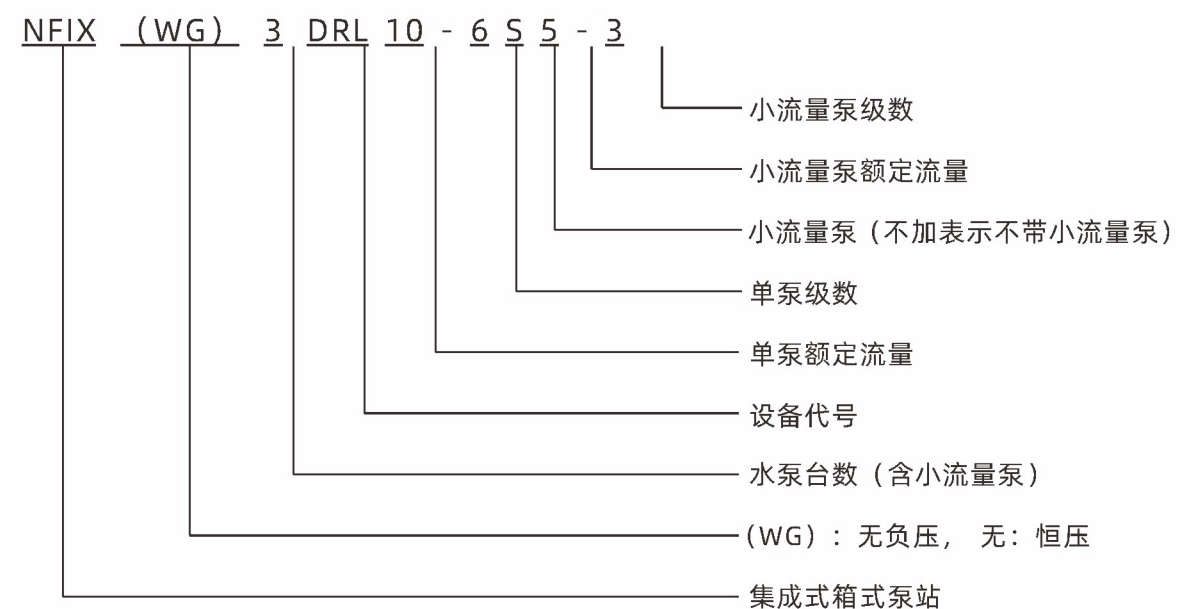 NFIX (WG) 3 DRL 10 - 6 S 5 - 3
小流量泵级数
小流量泵额定流量
小流量泵（不加表示不带小流量泵）
单泵级数
单泵额定流量
设备代号
水泵台数（含小流量泵）
(WG)：无负压， 无：恒压
集成式箱式泵站